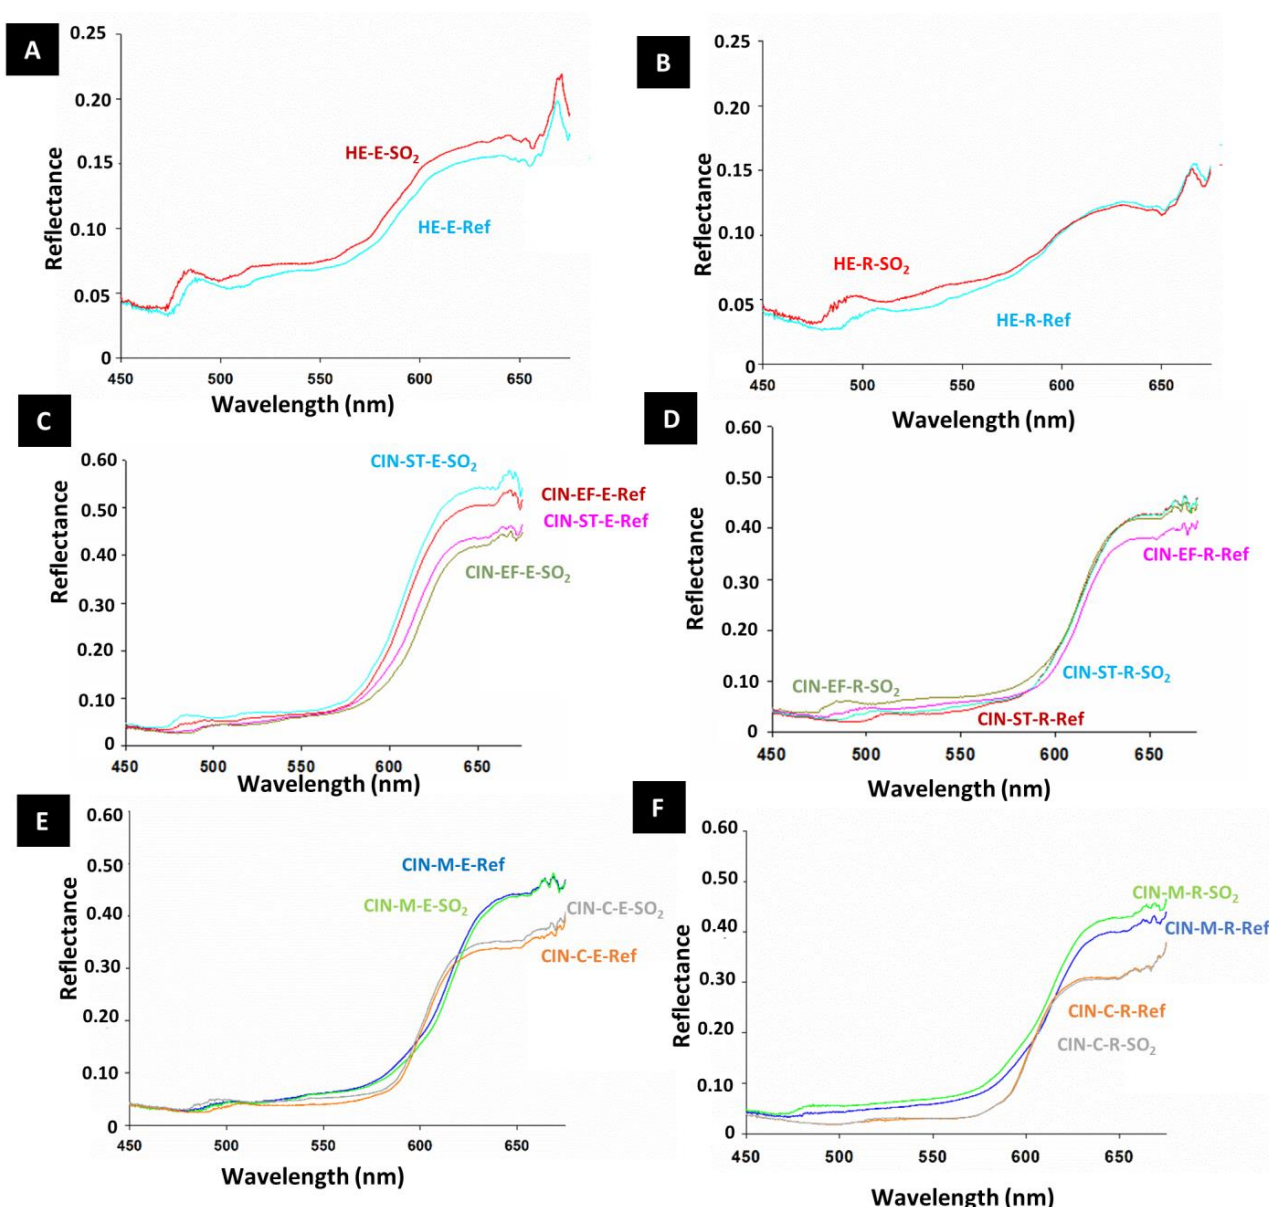 A
0.25
0.20
0.15
0.10
0.05
0
Reflectance
HE-E-SO₂
HE-E-Ref
450 500 550 600 650
Wavelength (nm)
B
0.25
0.20
0.15
0.10
0.05
0
Reflectance
HE-R-SO₂
HE-R-Ref
450 500 550 600 650
Wavelength (nm)
C
0.60
0.50
0.40
0.30
0.20
0.10
0
Reflectance
CIN-ST-E-SO₂
CIN-EF-E-Ref
CIN-ST-E-Ref
CIN-EF-E-SO₂
450 500 550 600 650
Wavelength (nm)
D
0.60
0.50
0.40
0.30
0.20
0.10
0
Reflectance
CIN-EF-R-Ref
CIN-ST-R-SO₂
CIN-EF-R-SO₂
CIN-ST-R-Ref
450 500 550 600 650
Wavelength (nm)
E
0.60
0.50
0.40
0.30
0.20
0.10
0
Reflectance
CIN-M-E-Ref
CIN-M-E-SO₂
CIN-C-E-SO₂
CIN-C-E-Ref
450 500 550 600 650
Wavelength (nm)
F
0.60
0.50
0.40
0.30
0.20
0.10
0
Reflectance
CIN-M-R-SO₂
CIN-M-R-Ref
CIN-C-R-Ref
CIN-C-R-SO₂
450 500 550 600 650
Wavelength (nm)